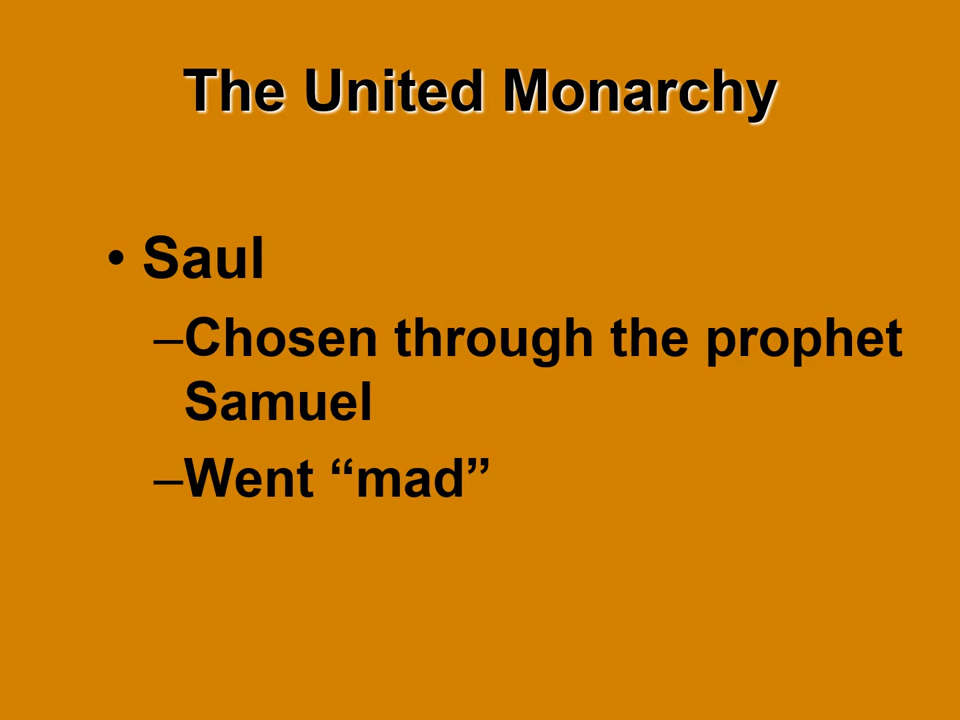 The United Monarchy
• Saul
–Chosen through the prophet
Samuel
–Went “mad”